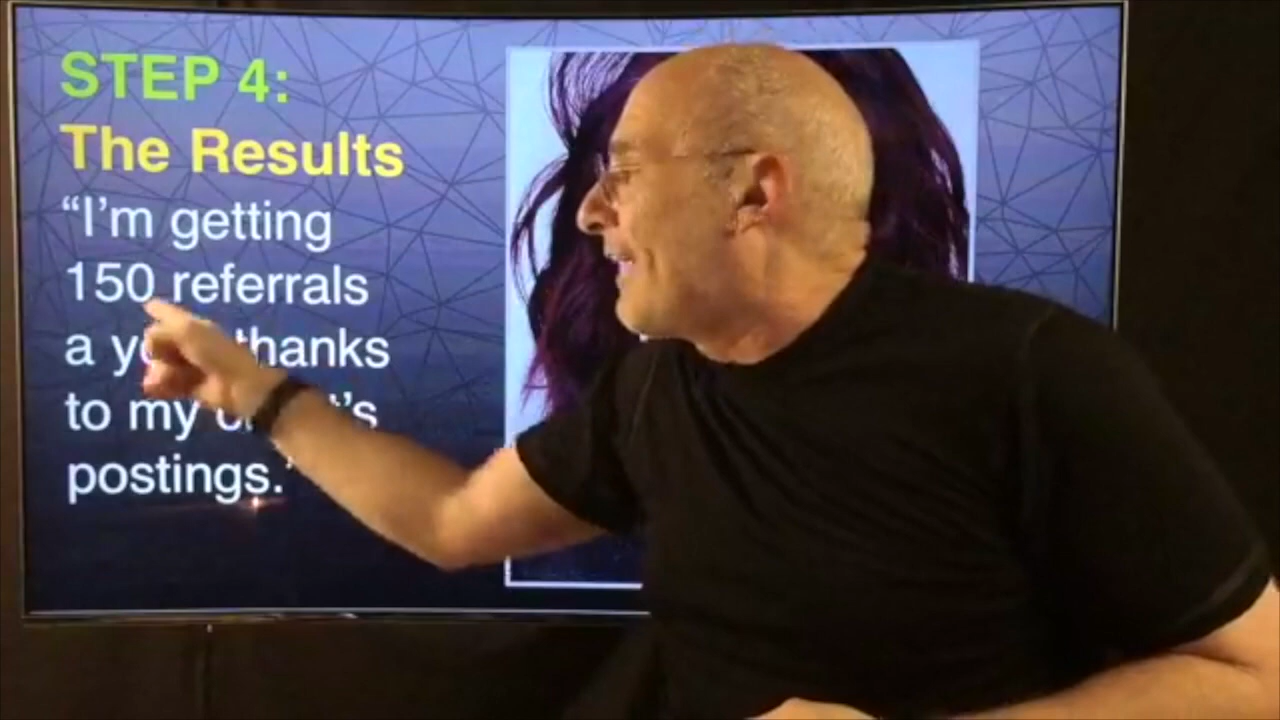 STEP 4:
The Results
“I’m getting
150 referrals
a thanks
to my
postings.”